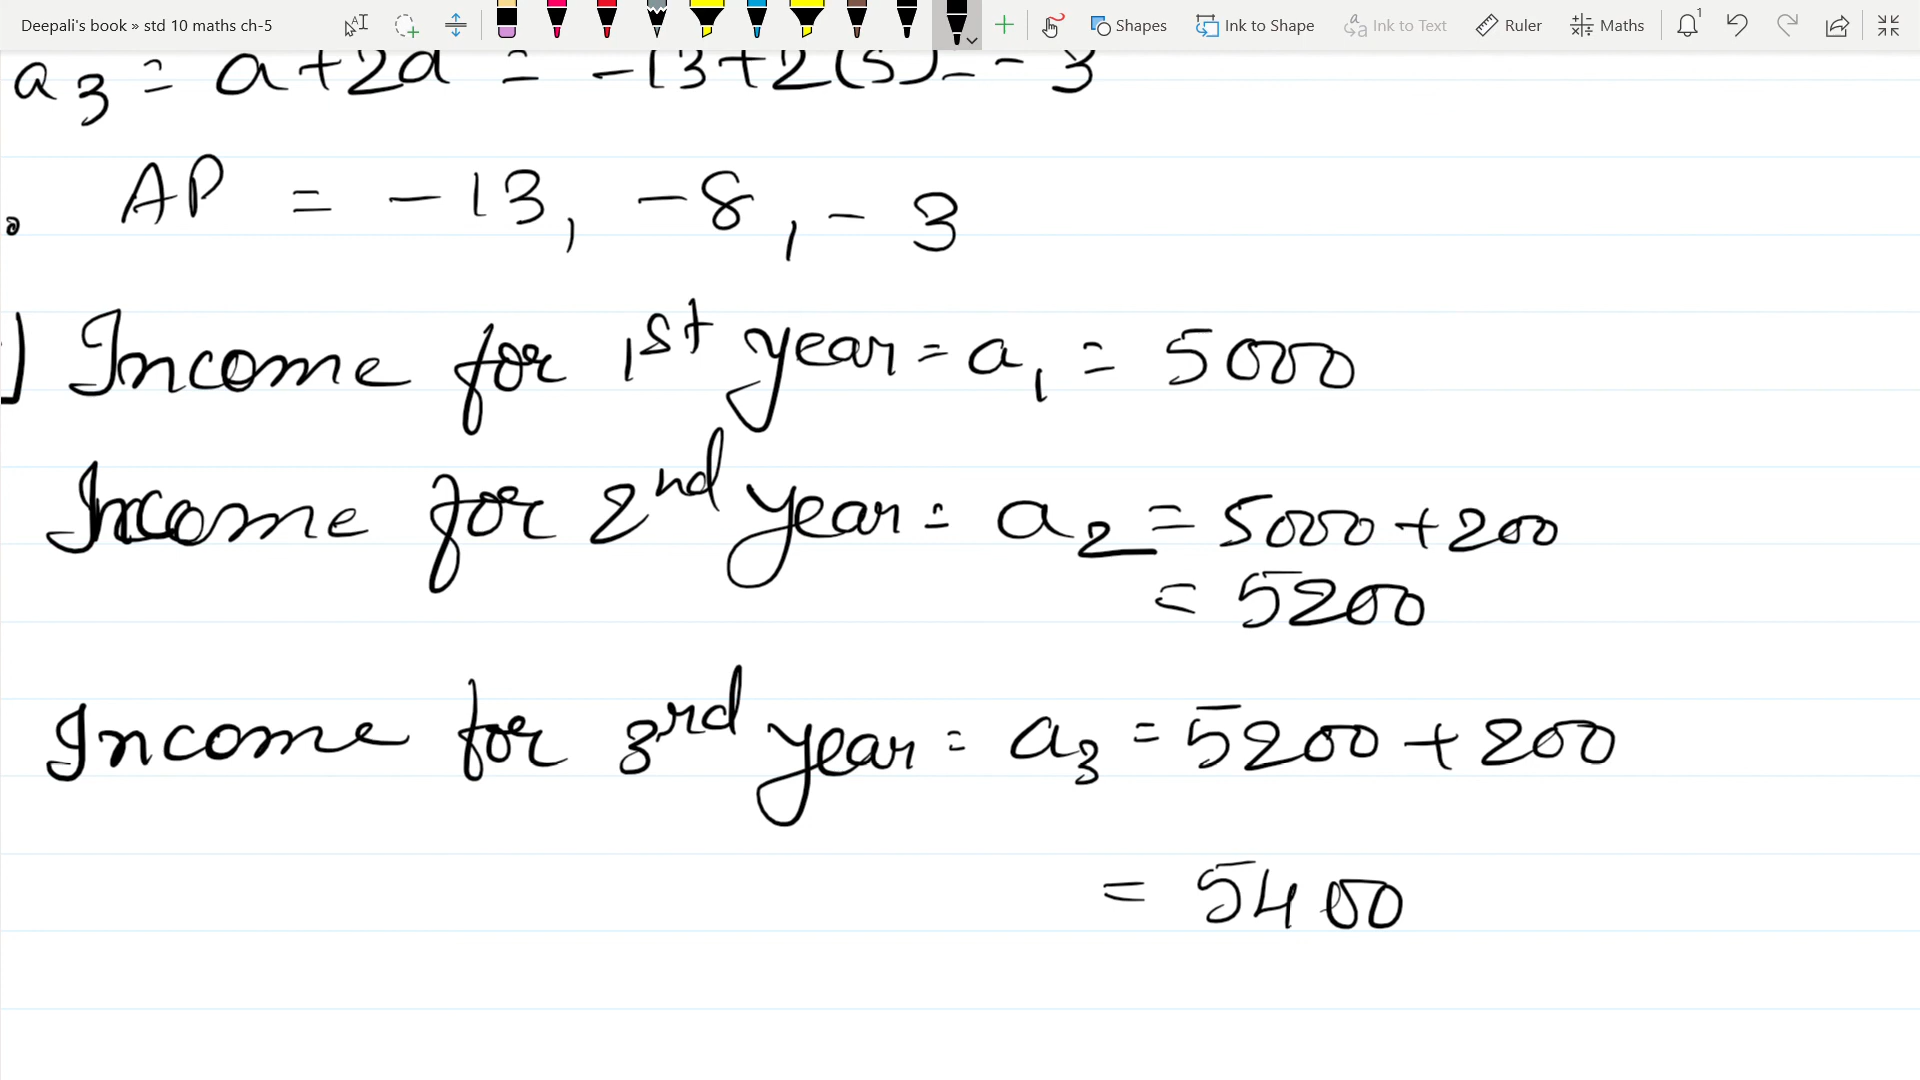 Deepali's book » std 10 maths ch-5 Shapes Ink to Shape Ink to Text Ruler Maths 1
a3 = a+2d = -13+2(5) = -3
AP = -13, -8, -3
) Income for 1st year = a1 = 5000
Income for 2nd year = a2 = 5000 + 200
= 5200
Income for 3rd year = a3 = 5200 + 200
= 5400